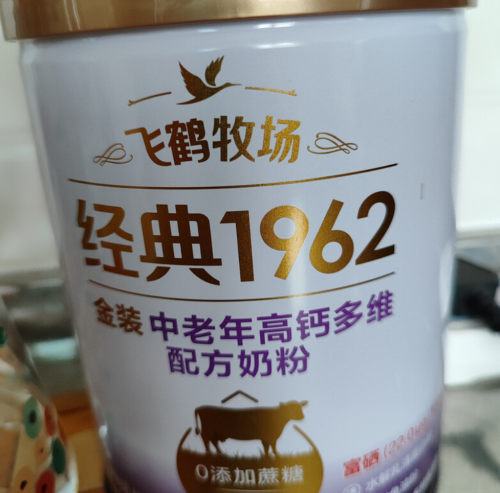 飞鹤牧场
经典1962
金装 中老年高钙多维
配方奶粉
0添加蔗糖
富硒